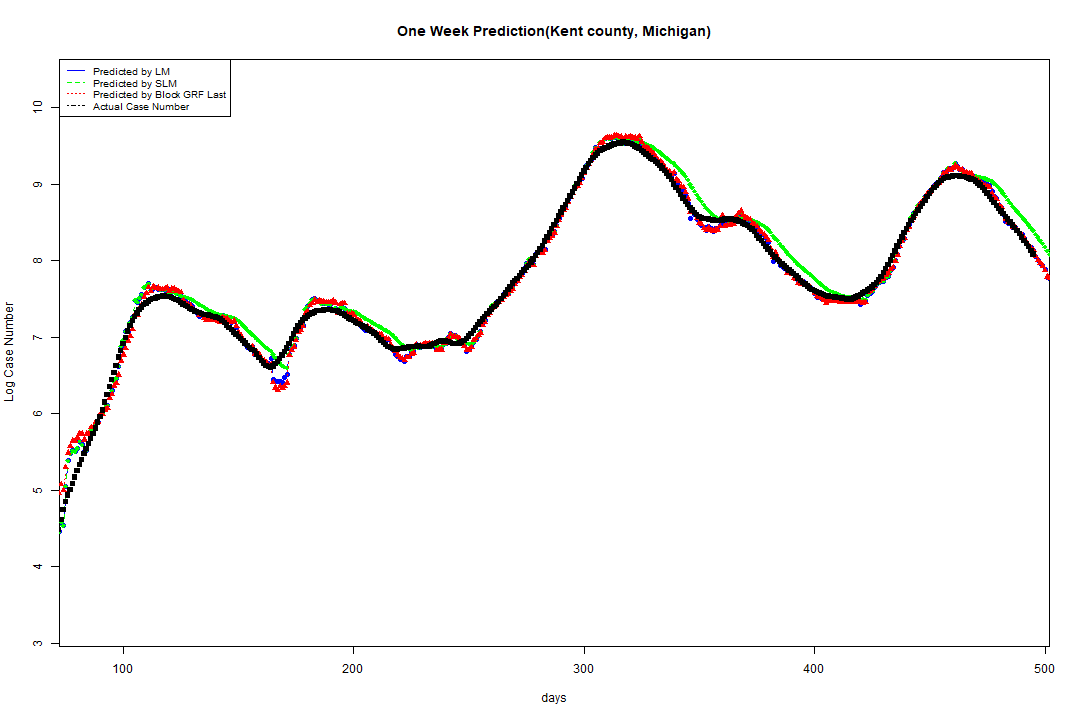 One Week Prediction(Kent county, Michigan)
Predicted by LM
Predicted by SLM
Predicted by Block GRF Last
Actual Case Number
10
9
8
7
6
5
4
3
Log Case Number
100 200 300 400 500
days